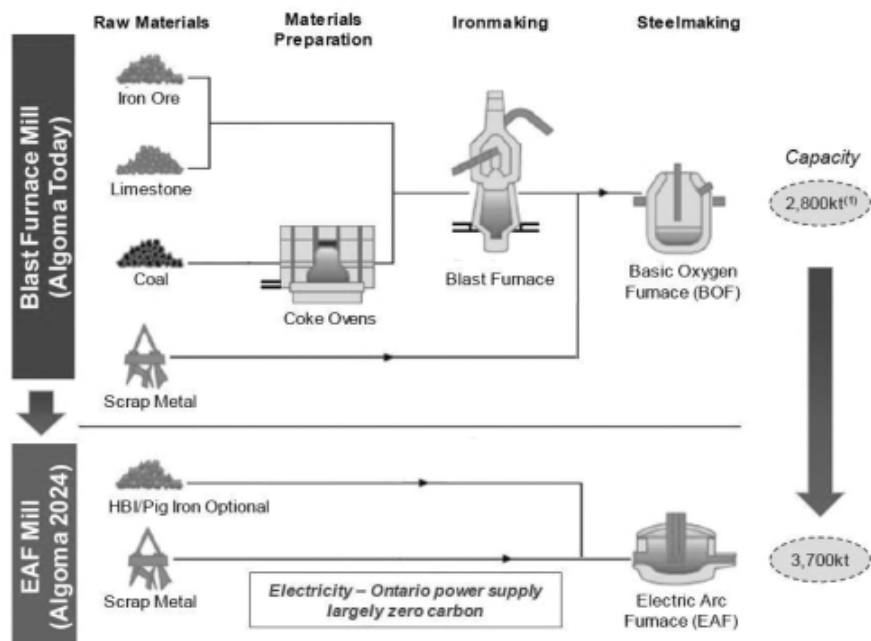 Raw Materials
Materials
Preparation
Ironmaking
Steelmaking
Blast Furnace Mill
(Algoma Today)
Iron Ore
Limestone
Coal
Coke Ovens
Blast Furnace
Basic Oxygen
Furnace (BOF)
Scrap Metal
Capacity
2,800kt(1)
EAF Mill
(Algoma 2024)
HBI/Pig Iron Optional
Scrap Metal
Electricity – Ontario power supply
largely zero carbon
Electric Arc
Furnace (EAF)
3,700kt